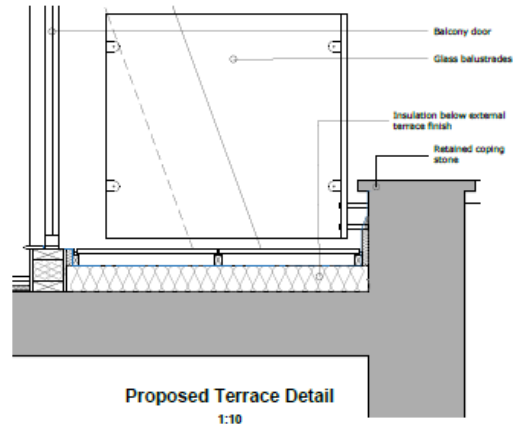 Balcony door
Glass balustrades
Insulation below external
terrace finish
Retained coping
stone
Proposed Terrace Detail
1:10